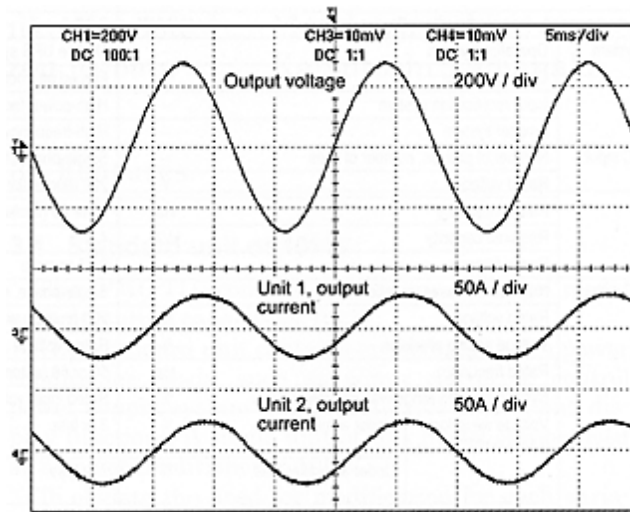 CH1=200V CH3=10mV CH4=10mV 5ms/div
DC 100:1 DC 1:1 DC 1:1
Output voltage 200V / div
Unit 1, output 50A / div
current
Unit 2, output 50A / div
current